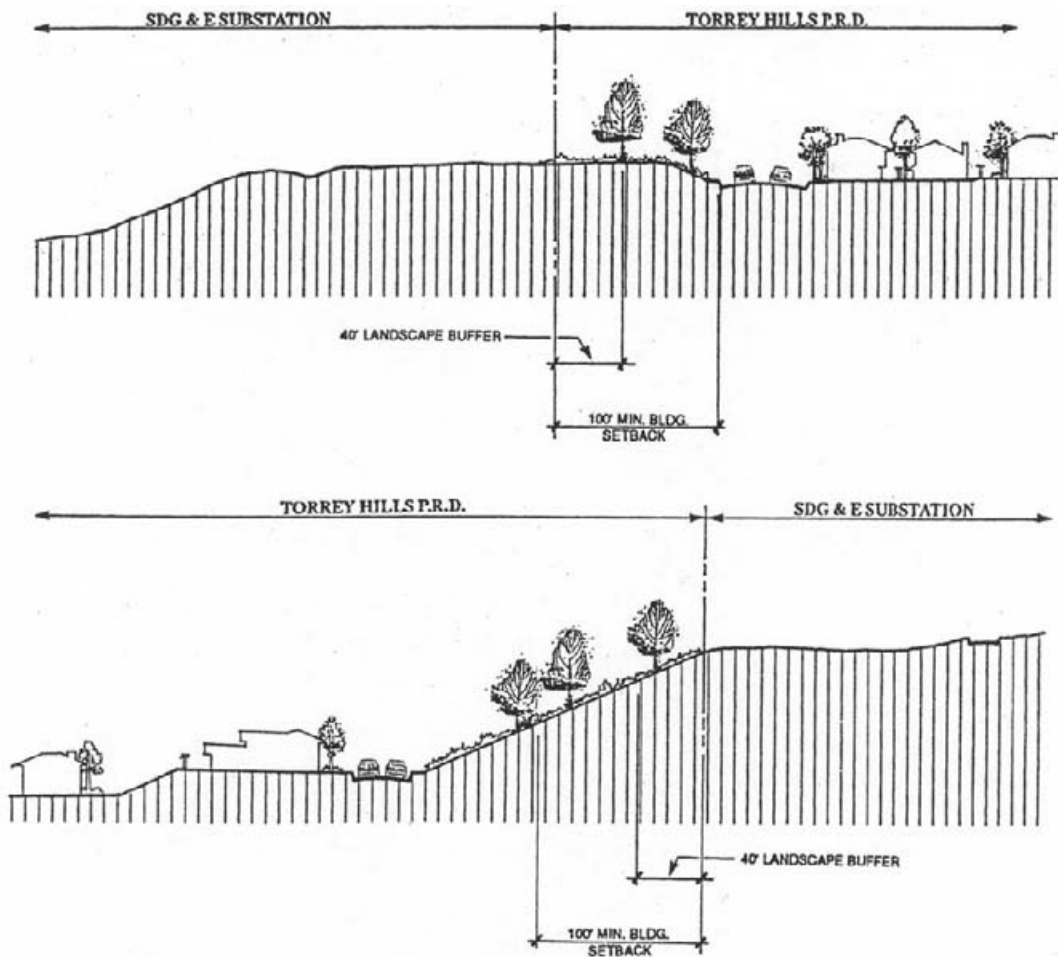 SDG & E SUBSTATION
TORREY HILLS P.R.D.
40' LANDSCAPE BUFFER
100' MIN. BLDG.
SETBACK
TORREY HILLS P.R.D.
SDG & E SUBSTATION
40' LANDSCAPE BUFFER
100' MIN. BLDG.
SETBACK